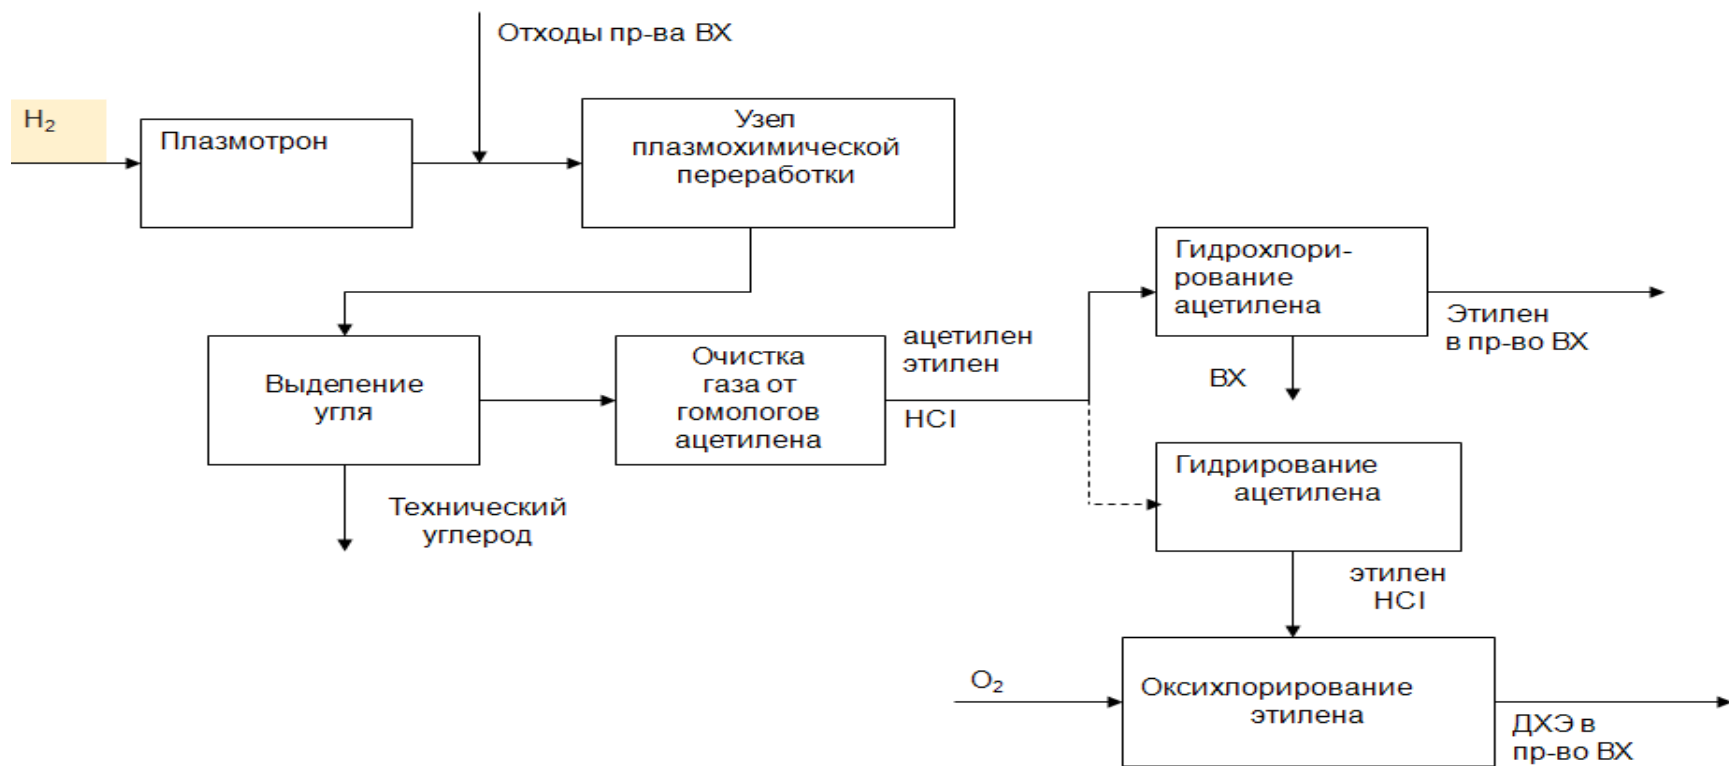 Отходы пр-ва ВХ
H₂
Плазмотрон
Узел
плазмохимической
переработки
Гидрохлори-
рование
ацетилена
Этилен
в пр-во ВХ
ВХ
Выделение
угля
Очистка
газа от
гомологов
ацетилена
ацетилен
этилен
HCl
Технический
углерод
Гидрирование
ацетилена
этилен
HCl
O₂
Оксихлорирование
этилена
ДХЭ в
пр-во ВХ